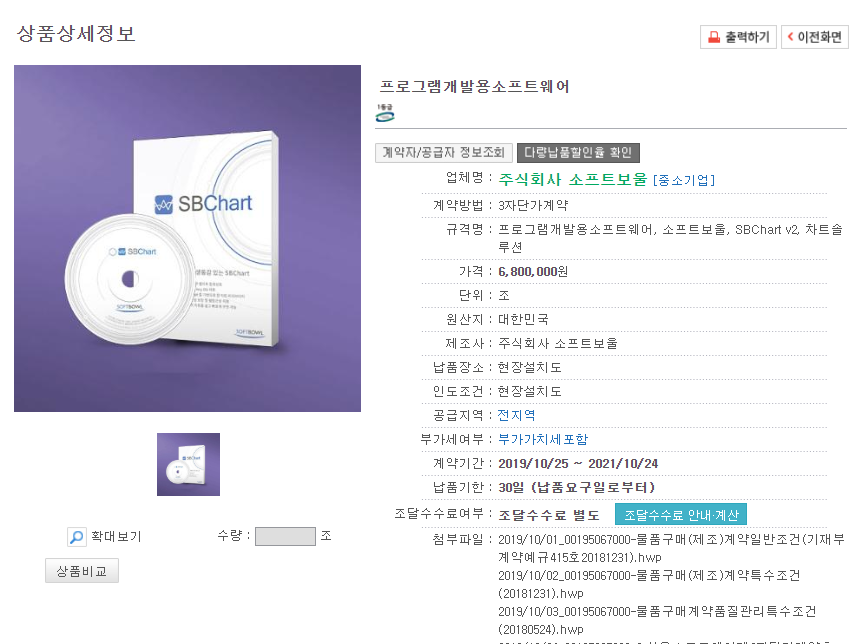 상품상세정보
출력하기
이전화면
프로그램개발용소프트웨어
1등급
계약자/공급자 정보조회 다량납품할인율 확인
업체명 : 주식회사 소프트보울 [중소기업]
계약방법 : 3자단가계약
규격명 : 프로그램개발용소프트웨어, 소프트보울, SBChart v2, 차트솔
루션
가격 : 6,800,000원
단위 : 조
원산지 : 대한민국
제조사 : 주식회사 소프트보울
납품장소 : 현장설치도
인도조건 : 현장설치도
공급지역 : 전지역
부가세여부 : 부가가치세포함
계약기간 : 2019/10/25 ~ 2021/10/24
납품기한 : 30일 (납품요구일로부터)
조달수수료여부 : 조달수수료 별도 조달수수료 안내·계산
첨부파일 : 2019/10/01_00195067000-물품구매(제조)계약일반조건(기재부
계약예규415호20181231).hwp
2019/10/02_00195067000-물품구매(제조)계약특수조건
(20181231).hwp
2019/10/03_00195067000-물품구매계약품질관리특수조건
(20180524).hwp
SBChart
SBChart
있는 SBChart
SOFTBOWL
SOFTBOWL
SBChart
확대보기
수량 : 조
상품비교